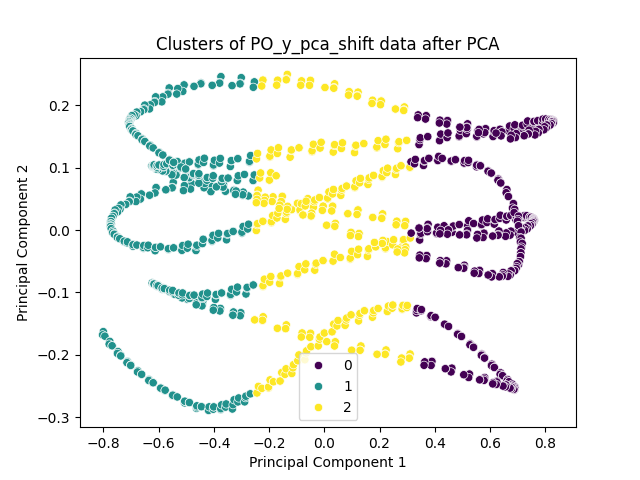 Clusters of PO_y_pca_shift data after PCA
Principal Component 2
0.2
0.1
0.0
−0.1
−0.2
−0.3
0
1
2
−0.8 −0.6 −0.4 −0.2 0.0 0.2 0.4 0.6 0.8
Principal Component 1